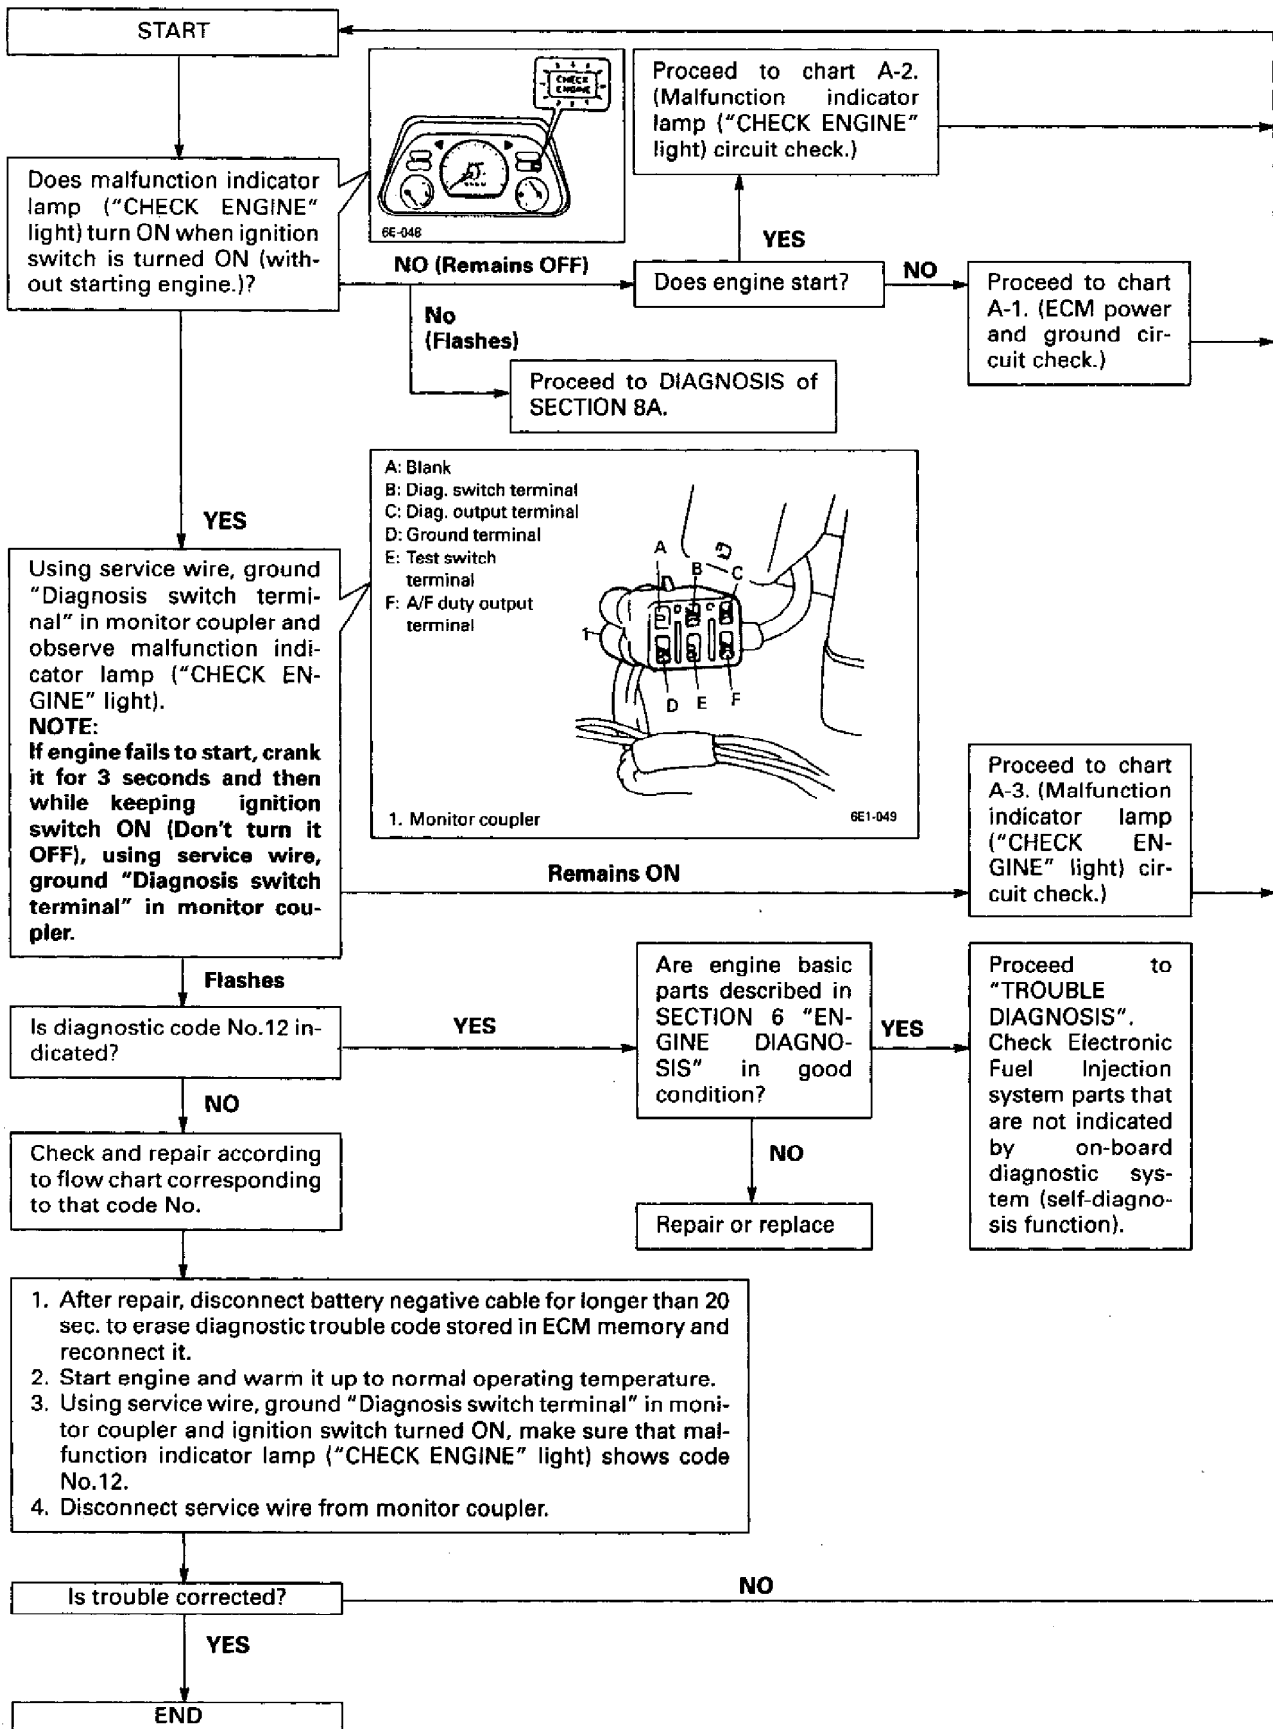 START
CHECK
ENGINE
6E-048
Proceed to chart A-2.
(Malfunction indicator
lamp ("CHECK ENGINE"
light) circuit check.)
Does malfunction indicator
lamp ("CHECK ENGINE"
light) turn ON when ignition
switch is turned ON (with-
out starting engine.)?
YES
NO (Remains OFF)
Does engine start?
NO
Proceed to chart
A-1. (ECM power
and ground cir-
cuit check.)
No
(Flashes)
Proceed to DIAGNOSIS of
SECTION 8A.
YES
A: Blank
B: Diag. switch terminal
C: Diag. output terminal
D: Ground terminal
E: Test switch
terminal
F: A/F duty output
terminal
A
B
C
1
D
E
F
1. Monitor coupler
6E1-049
Using service wire, ground
"Diagnosis switch termi-
nal" in monitor coupler and
observe malfunction indi-
cator lamp ("CHECK EN-
GINE" light).
NOTE:
If engine fails to start, crank
it for 3 seconds and then
while keeping ignition
switch ON (Don't turn it
OFF), using service wire,
ground "Diagnosis switch
terminal" in monitor cou-
pler.
Remains ON
Proceed to chart
A-3. (Malfunction
indicator lamp
("CHECK EN-
GINE" light) cir-
cuit check.)
Flashes
Is diagnostic code No.12 in-
dicated?
YES
Are engine basic
parts described in
SECTION 6 "EN-
GINE DIAGNO-
SIS" in good
condition?
YES
Proceed to
"TROUBLE
DIAGNOSIS".
Check Electronic
Fuel Injection
system parts that
are not indicated
by on-board
diagnostic sys-
tem (self-diagno-
sis function).
NO
Check and repair according
to flow chart corresponding
to that code No.
NO
Repair or replace
1. After repair, disconnect battery negative cable for longer than 20
sec. to erase diagnostic trouble code stored in ECM memory and
reconnect it.
2. Start engine and warm it up to normal operating temperature.
3. Using service wire, ground "Diagnosis switch terminal" in moni-
tor coupler and ignition switch turned ON, make sure that mal-
function indicator lamp ("CHECK ENGINE" light) shows code
No.12.
4. Disconnect service wire from monitor coupler.
Is trouble corrected?
NO
YES
END